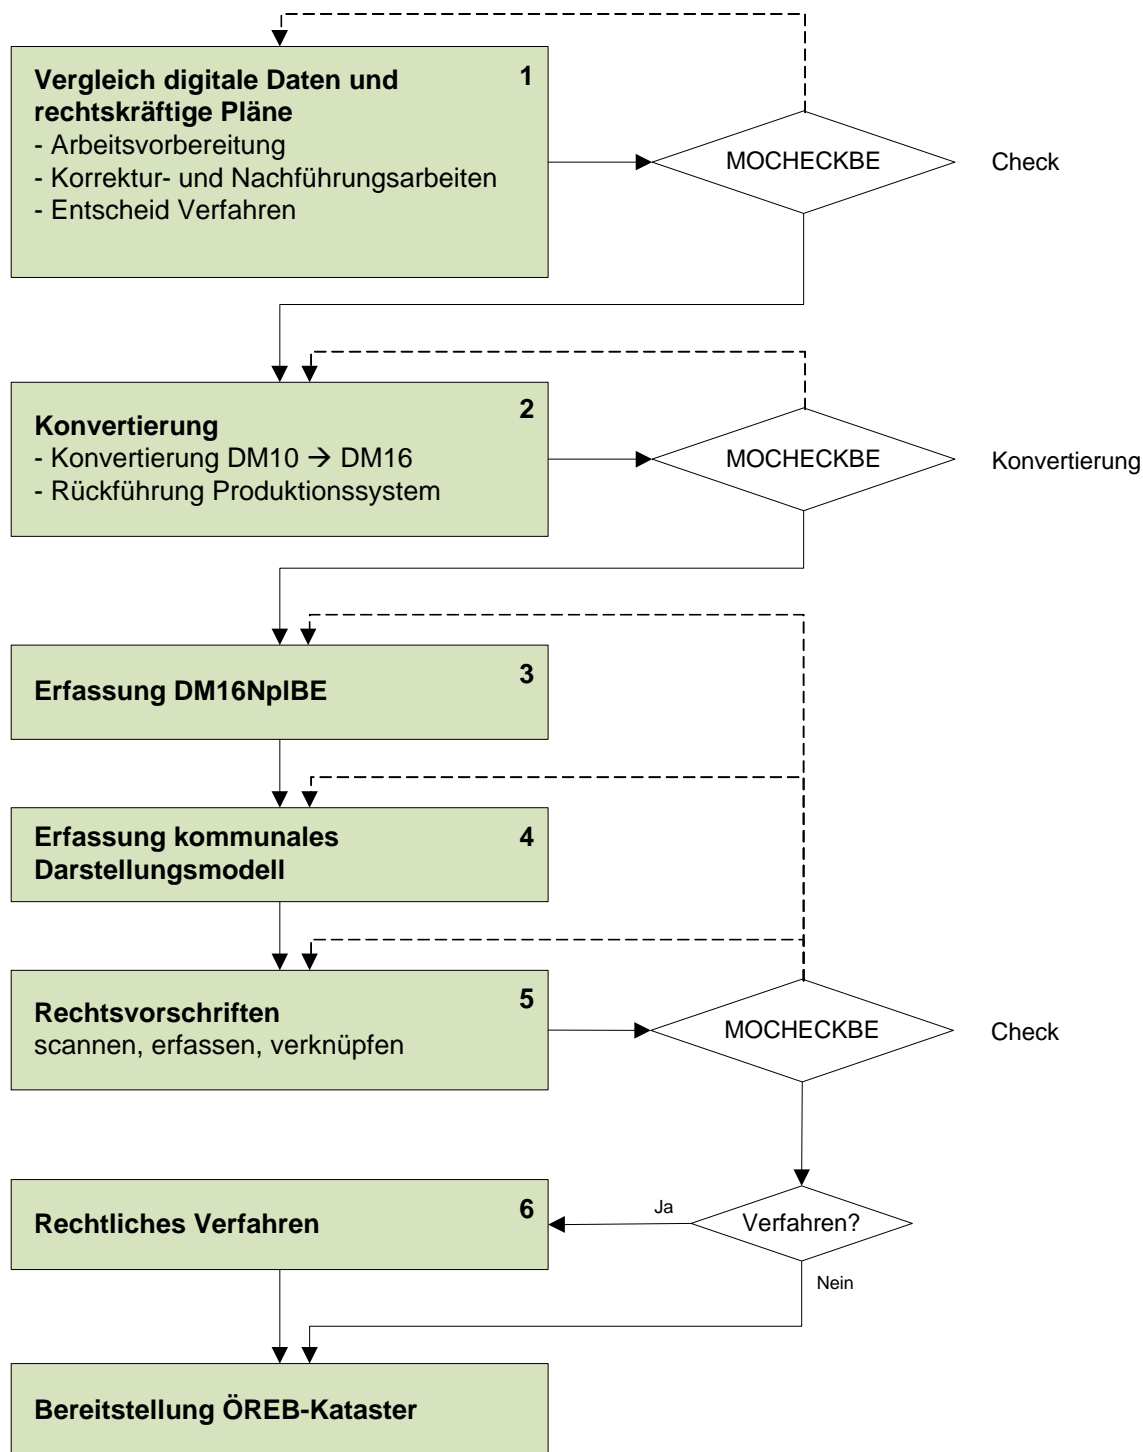 Vergleich digitale Daten und
rechtskräftige Pläne
- Arbeitsvorbereitung
- Korrektur- und Nachführungsarbeiten
- Entscheid Verfahren
1
MOCHECKBE
Check
Konvertierung
- Konvertierung DM10 → DM16
- Rückführung Produktionssystem
2
MOCHECKBE
Konvertierung
Erfassung DM16NplBE
3
Erfassung kommunales
Darstellungsmodell
4
Rechtsvorschriften
scannen, erfassen, verknüpfen
5
MOCHECKBE
Check
Rechtliches Verfahren
6
Ja
Verfahren?
Nein
Bereitstellung ÖREB-Kataster